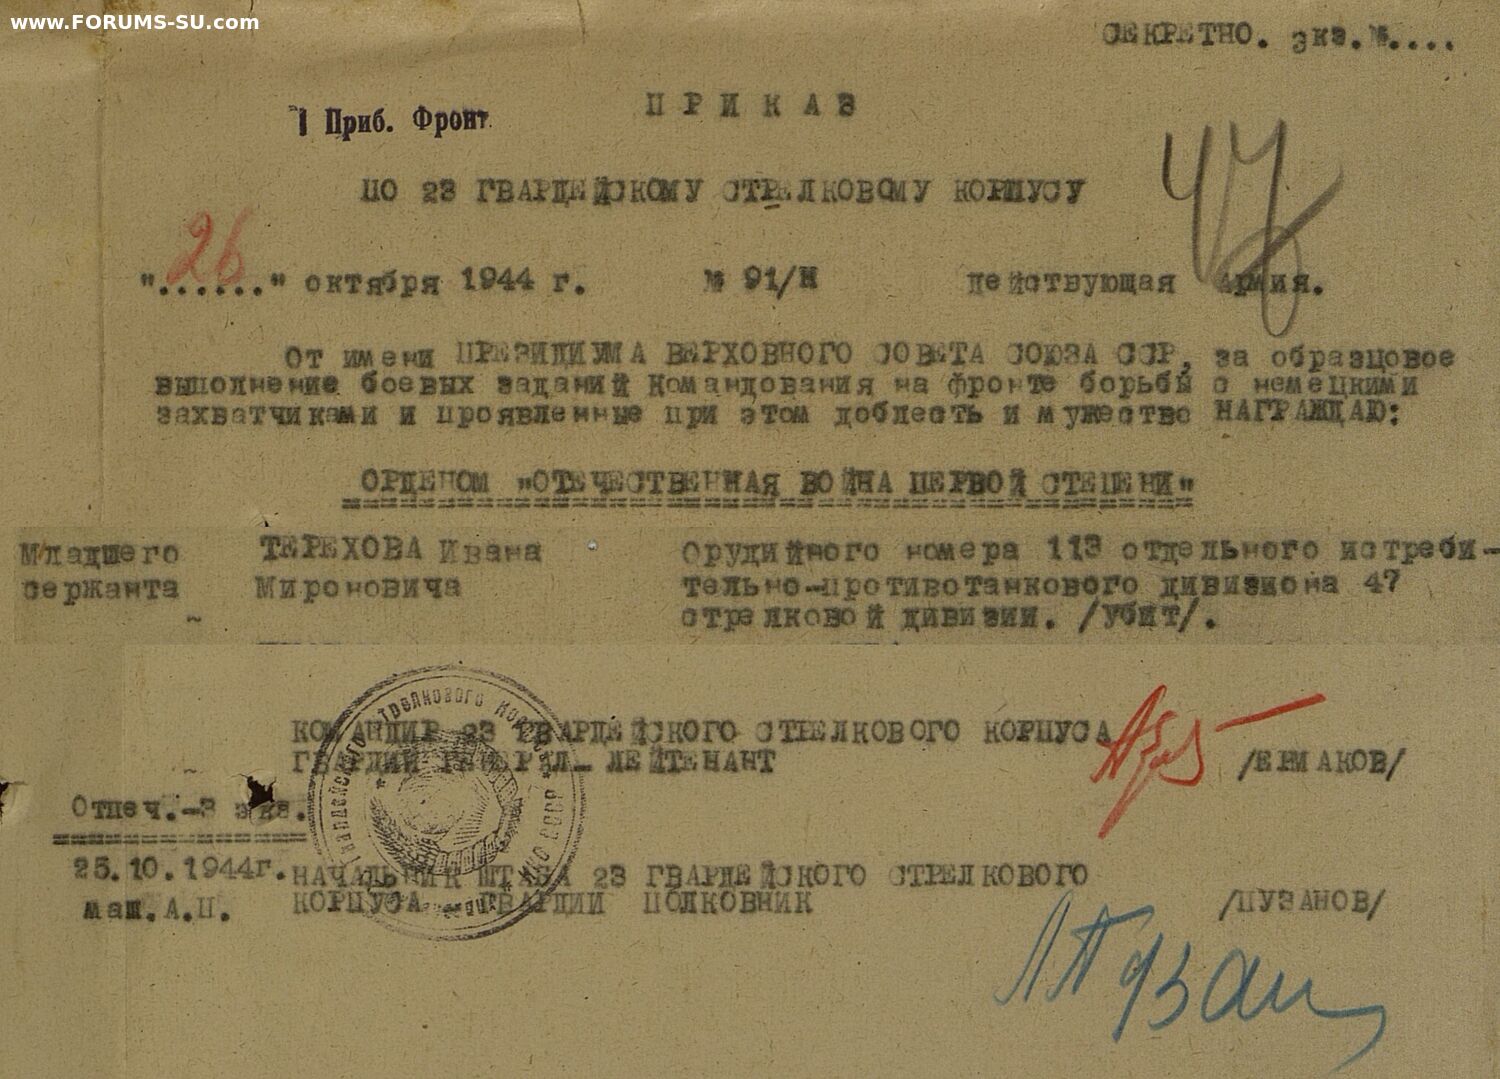 www.FORUMS-SU.com
СЕКРЕТНО. экз.№....
ПРИКАЗ
1 Приб. Фронт.
ПО 23 ГВАРДЕЙСКОМУ СТРЕЛКОВОМУ КОРПУСУ
47
"26" октября 1944 г. № 91/Н действующая Армия.
От имени ПРЕЗИДИУМА ВЕРХОВНОГО СОВЕТА СОЮЗА ССР, за образцовое
выполнение боевых заданий Командования на фронте борьбы с немецкими
захватчиками и проявленные при этом доблесть и мужество НАГРАЖДАЮ:
ОРДЕНОМ "ОТЕЧЕСТВЕННАЯ ВОЙНА ПЕРВОЙ СТЕПЕНИ"
Младшего ТЕРЕХОВА Ивана Орудийного номера 113 отдельного истреби-
сержанта Мироновича тельно-противотанкового дивизиона 47
стрелковой дивизии. /убит/.
КОМАНДИР 23 ГВАРДЕЙСКОГО СТРЕЛКОВОГО КОРПУСА
ГВАРДИИ ГЕНЕРАЛ-ЛЕЙТЕНАНТ /ЕРМАКОВ/
Отпеч.-3 экз.
25.10.1944г. НАЧАЛЬНИК ШТАБА 23 ГВАРДЕЙСКОГО СТРЕЛКОВОГО
маш.А.П. КОРПУСА ГВАРДИИ ПОЛКОВНИК /ПУЗАНОВ/